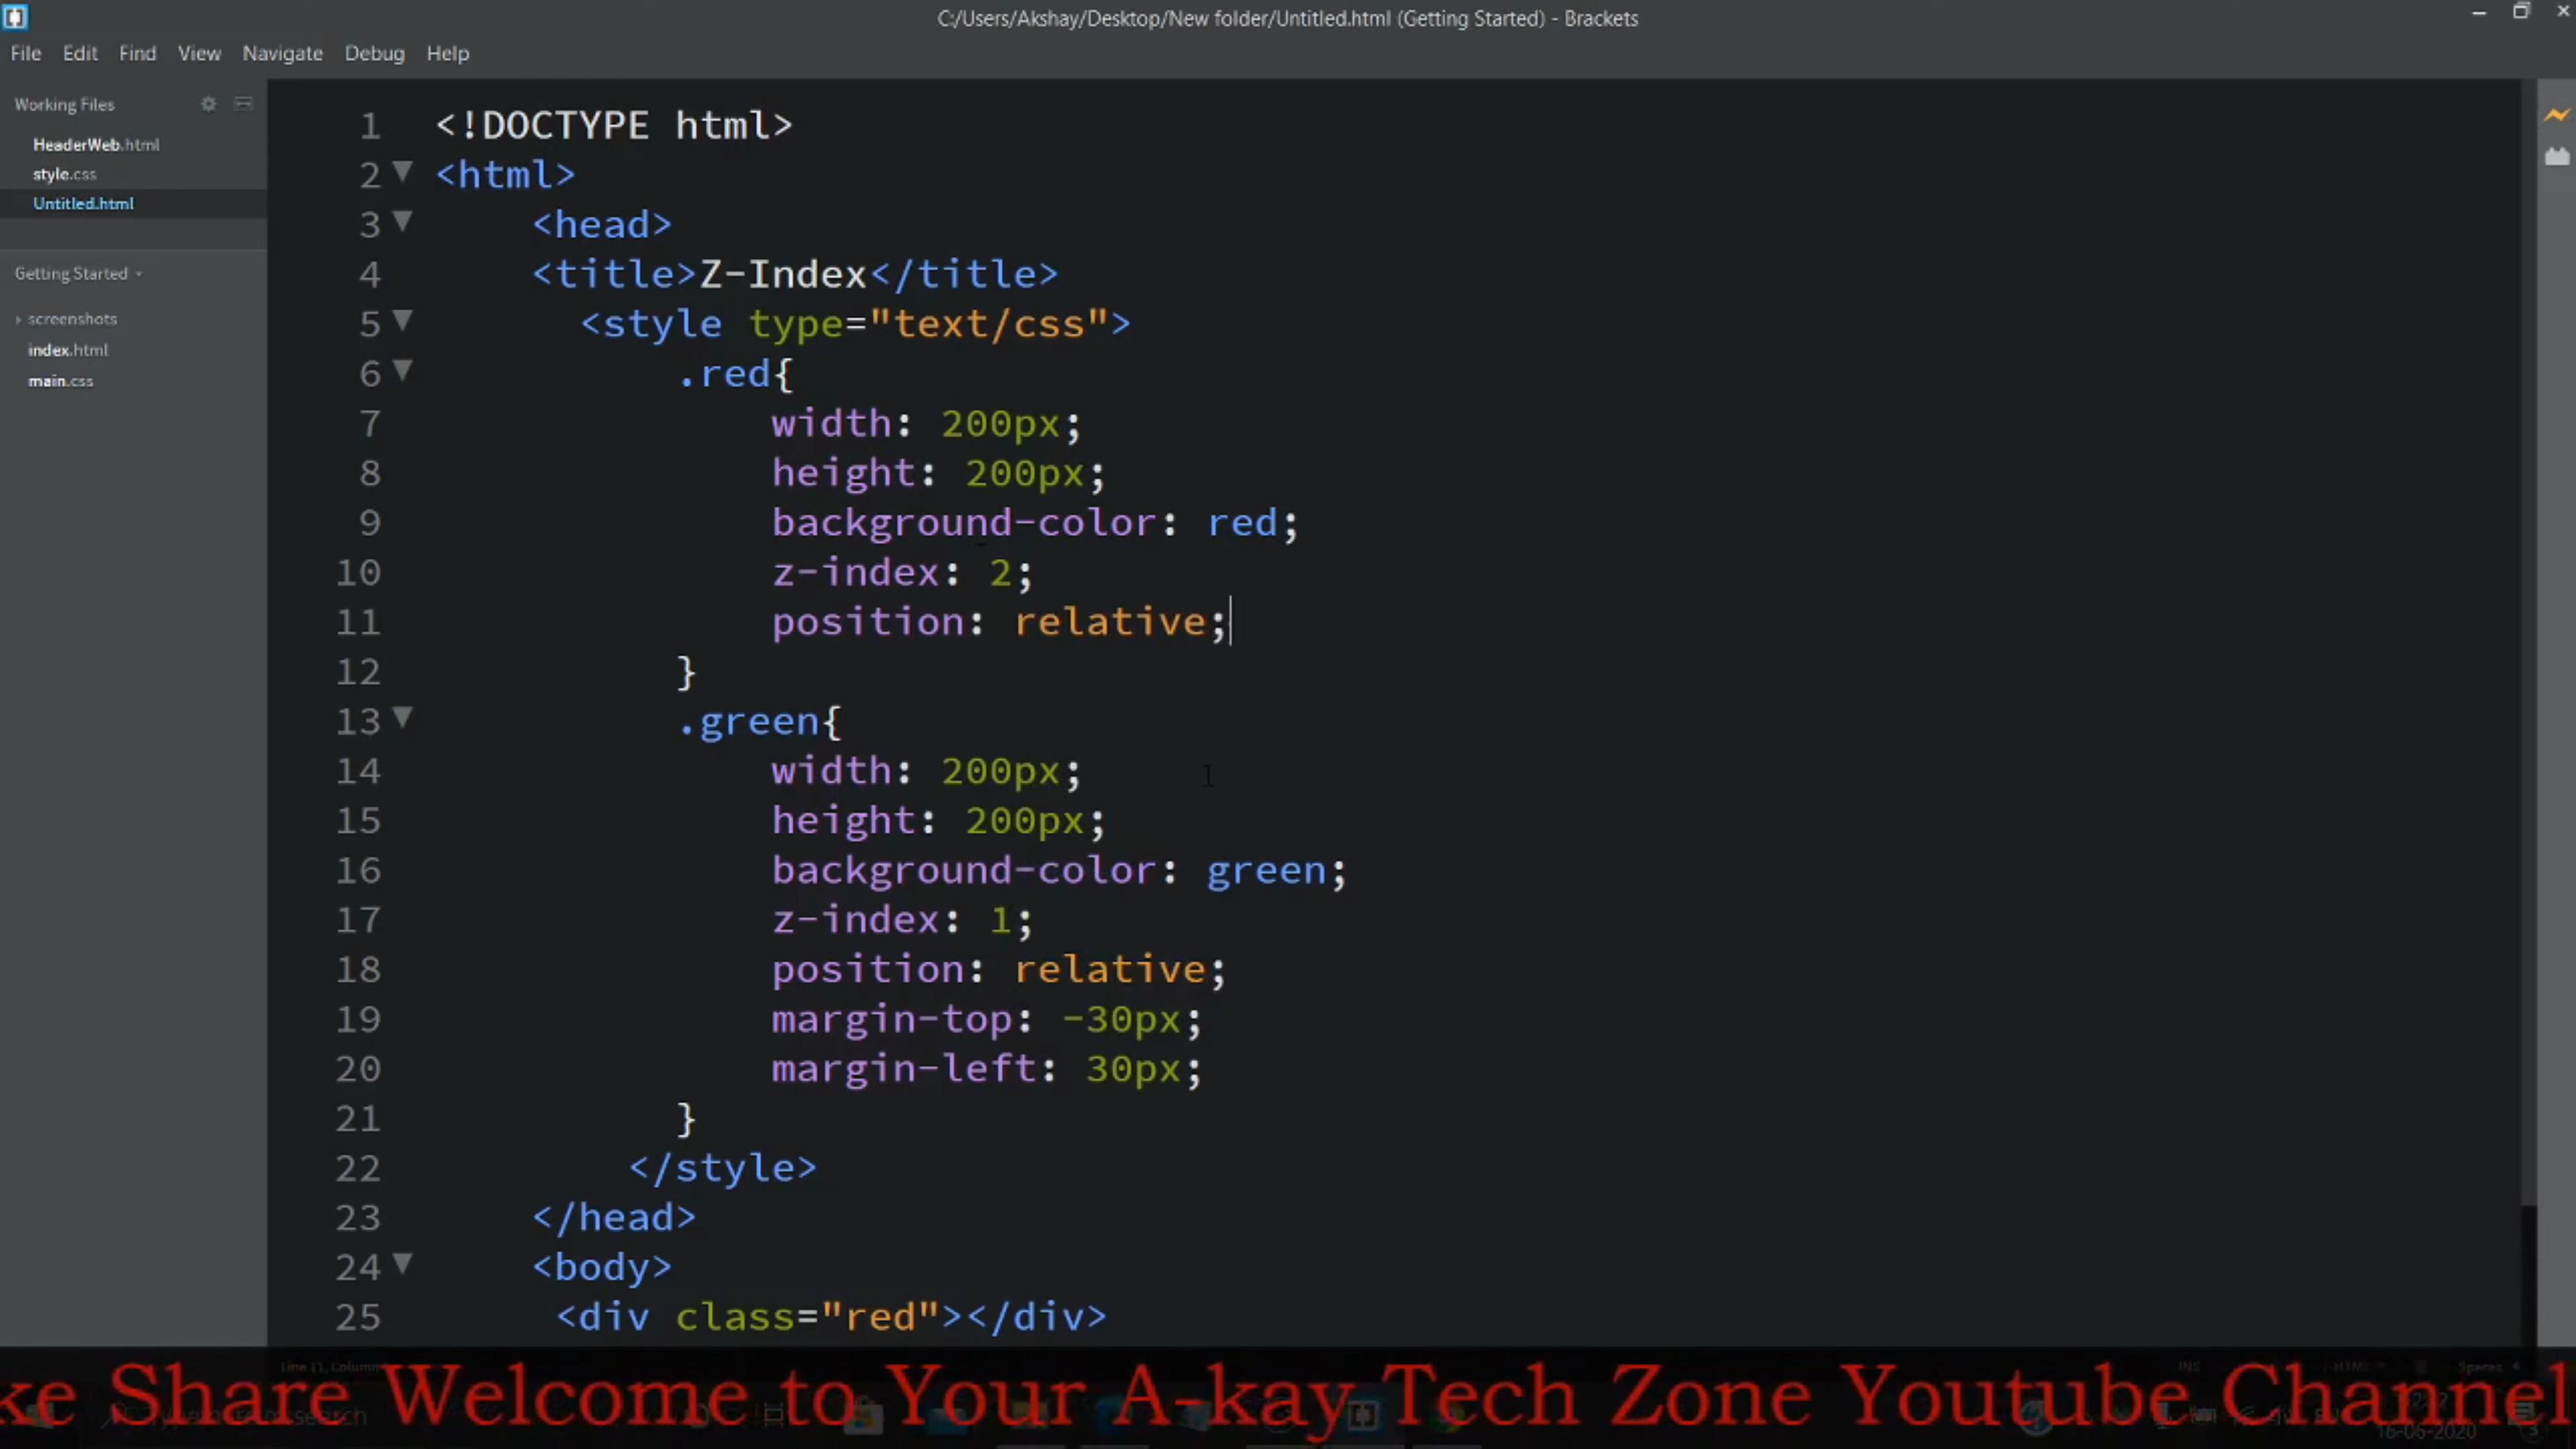 C:/Users/Akshay/Desktop/New folder/Untitled.html (Getting Started) - Brackets
File Edit Find View Navigate Debug Help
Working Files
HeaderWeb.html
style.css
Untitled.html
Getting Started
screenshots
index.html
main.css
1 <!DOCTYPE html>
2 <html>
3 <head>
4 <title>Z-Index</title>
5 <style type="text/css">
6 .red{
7 width: 200px;
8 height: 200px;
9 background-color: red;
10 z-index: 2;
11 position: relative;
12 }
13 .green{
14 width: 200px;
15 height: 200px;
16 background-color: green;
17 z-index: 1;
18 position: relative;
19 margin-top: -30px;
20 margin-left: 30px;
21 }
22 </style>
23 </head>
24 <body>
25 <div class="red"></div>
ke Share Welcome to Your A-kay Tech Zone Youtube Channel
16-06-2020